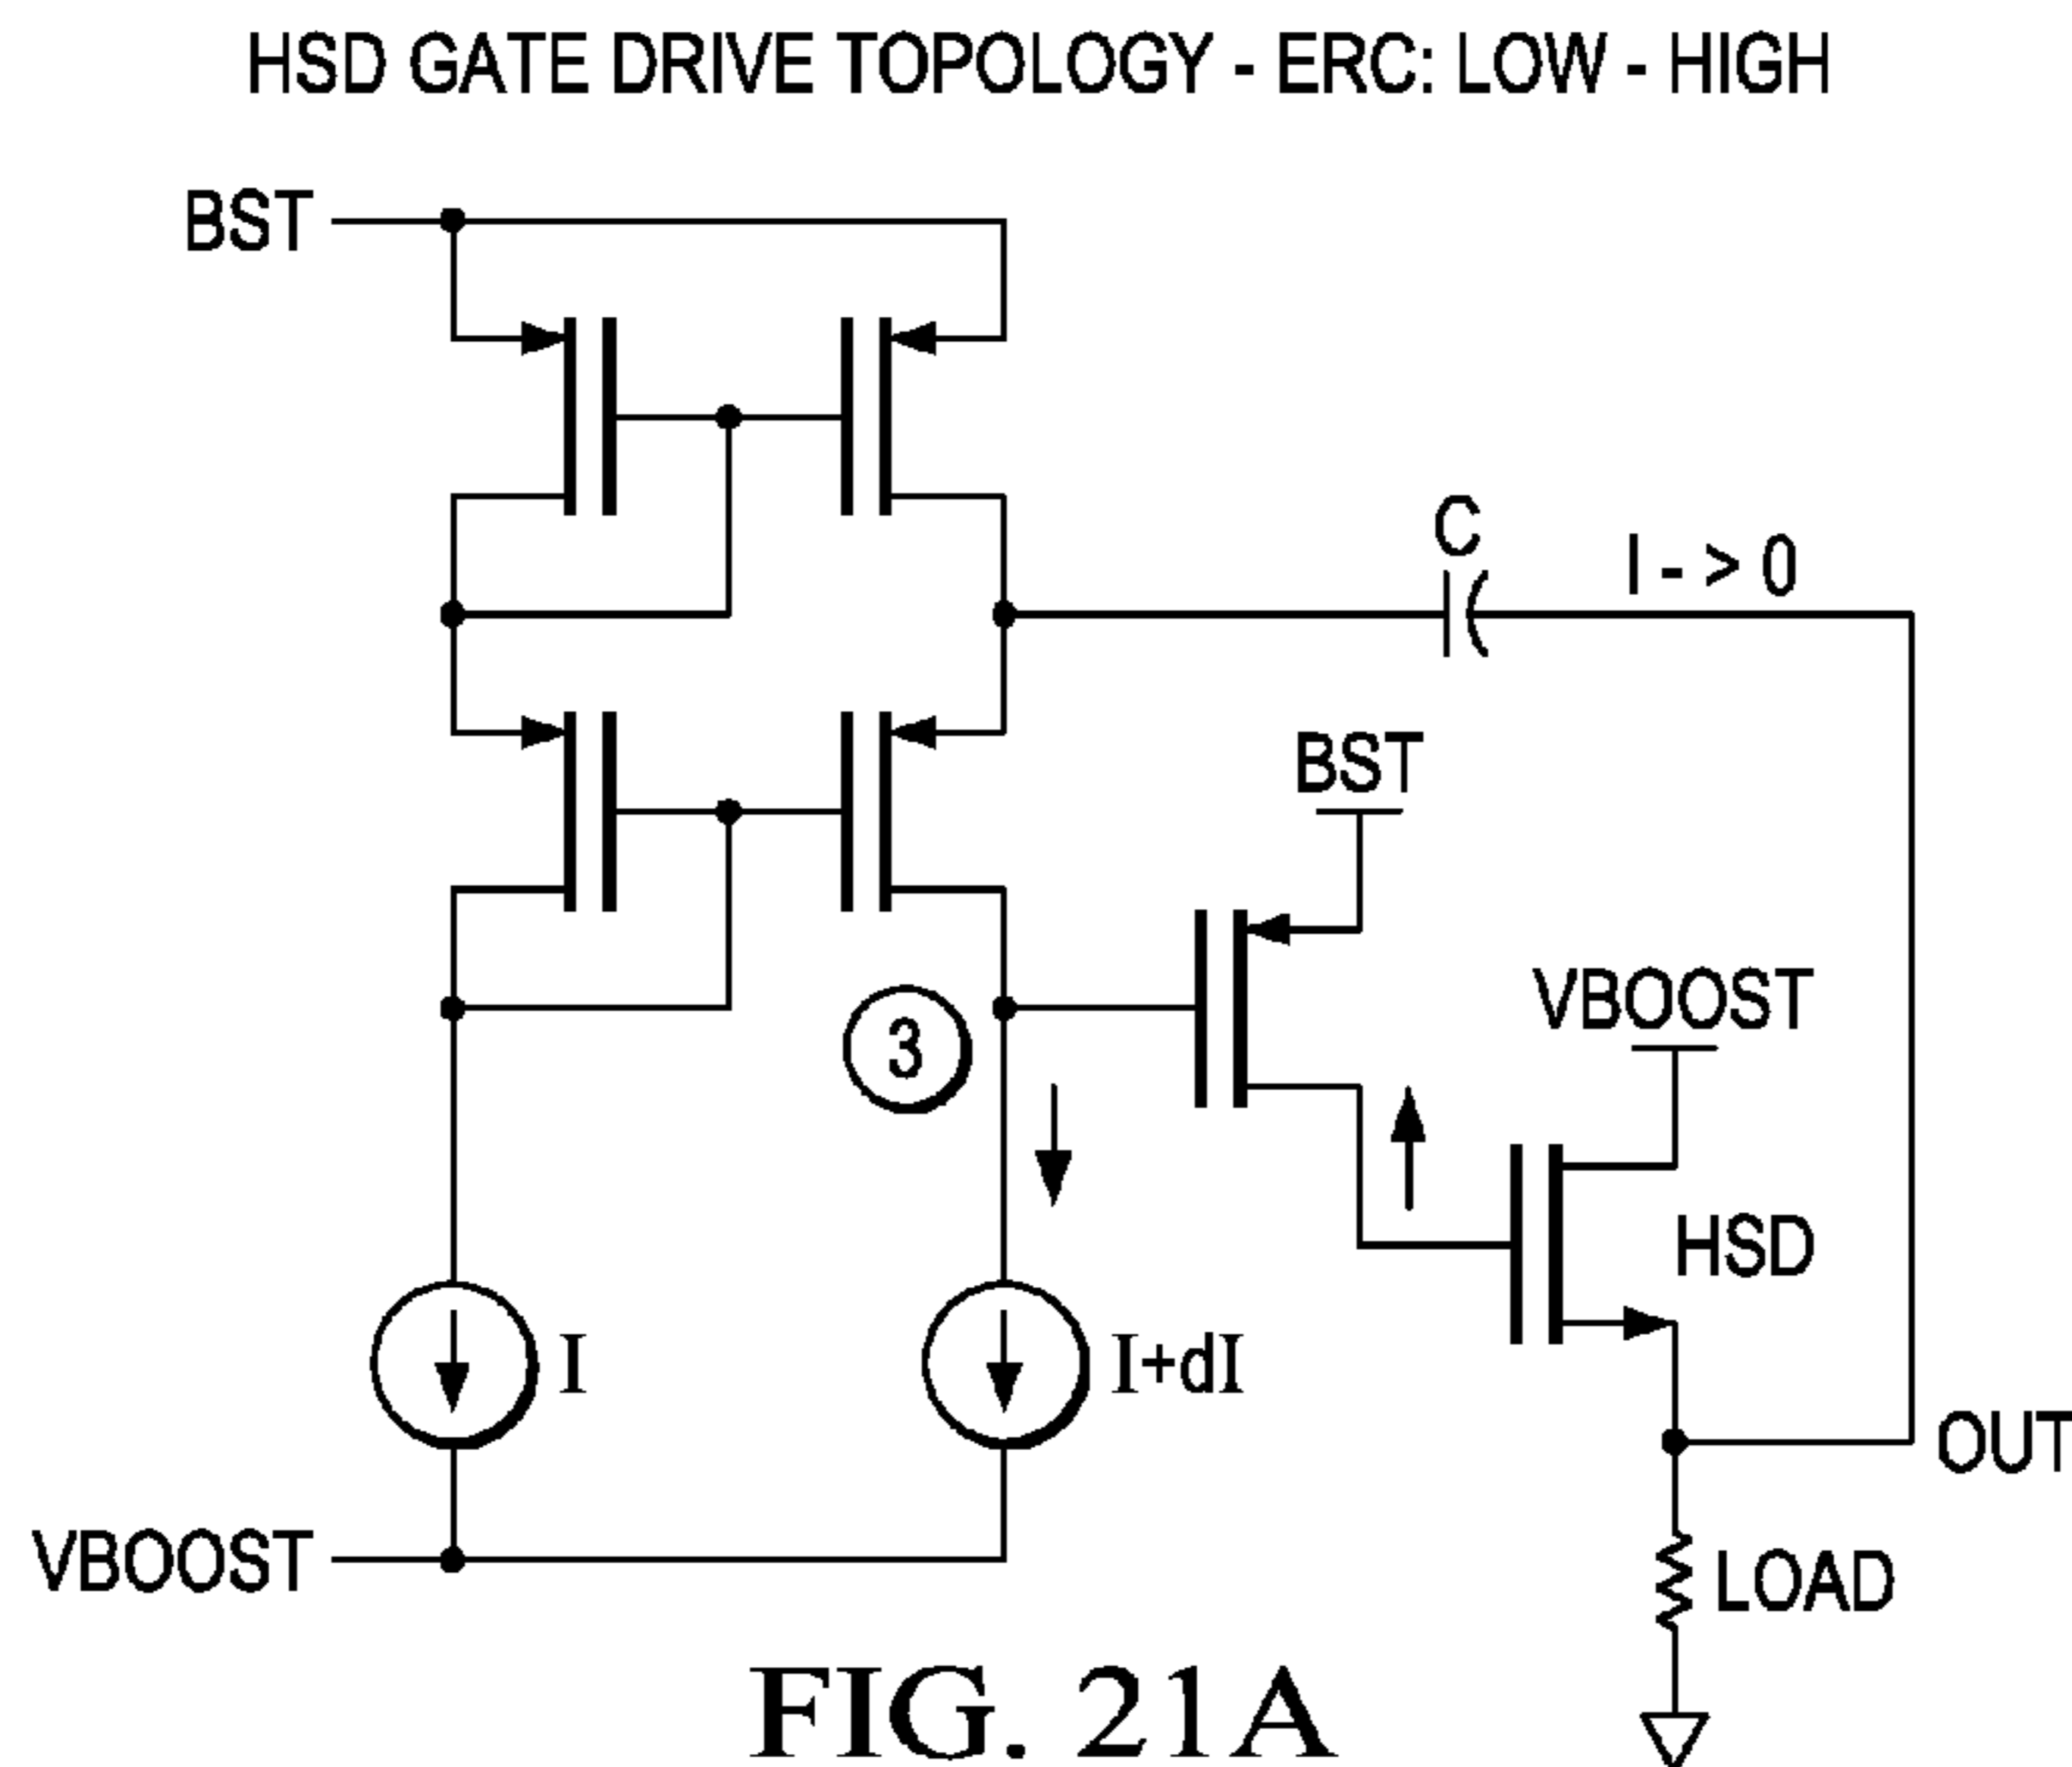 HSD GATE DRIVE TOPOLOGY - ERC: LOW - HIGH
BST
C
I - > 0
BST
VBOOST
3
HSD
I
I+dI
OUT
VBOOST
LOAD
FIG. 21A